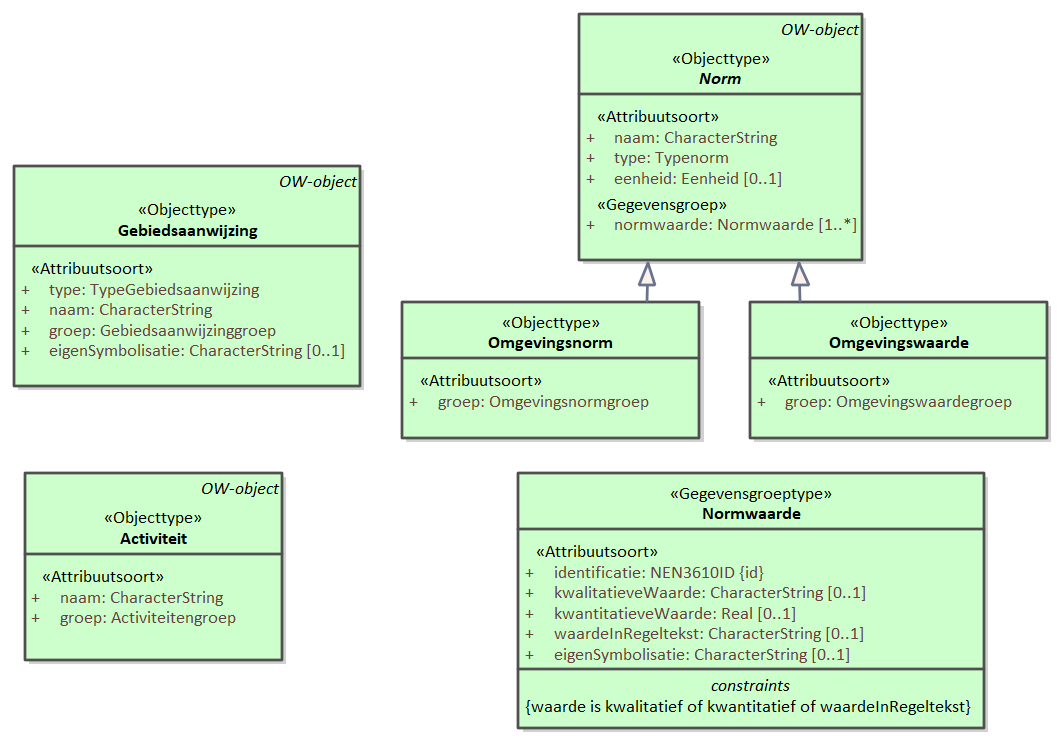 OW-object
«Objecttype»
Norm
«Attribuutsoort»
+ naam: CharacterString
+ type: Typenorm
+ eenheid: Eenheid [0..1]
«Gegevensgroep»
+ normwaarde: Normwaarde [1..*]
OW-object
«Objecttype»
Gebiedsaanwijzing
«Attribuutsoort»
+ type: TypeGebiedsaanwijzing
+ naam: CharacterString
+ groep: Gebiedsaanwijzinggroep
+ eigenSymbolisatie: CharacterString [0..1]
«Objecttype»
Omgevingsnorm
«Attribuutsoort»
+ groep: Omgevingsnormgroep
«Objecttype»
Omgevingswaarde
«Attribuutsoort»
+ groep: Omgevingswaardegroep
OW-object
«Objecttype»
Activiteit
«Attribuutsoort»
+ naam: CharacterString
+ groep: Activiteitengroep
«Gegevensgroeptype»
Normwaarde
«Attribuutsoort»
+ identificatie: NEN3610ID {id}
+ kwalitatieveWaarde: CharacterString [0..1]
+ kwantitatieveWaarde: Real [0..1]
+ waardeInRegeltekst: CharacterString [0..1]
+ eigenSymbolisatie: CharacterString [0..1]
constraints
{waarde is kwalitatief of kwantitatief of waardeInRegeltekst}